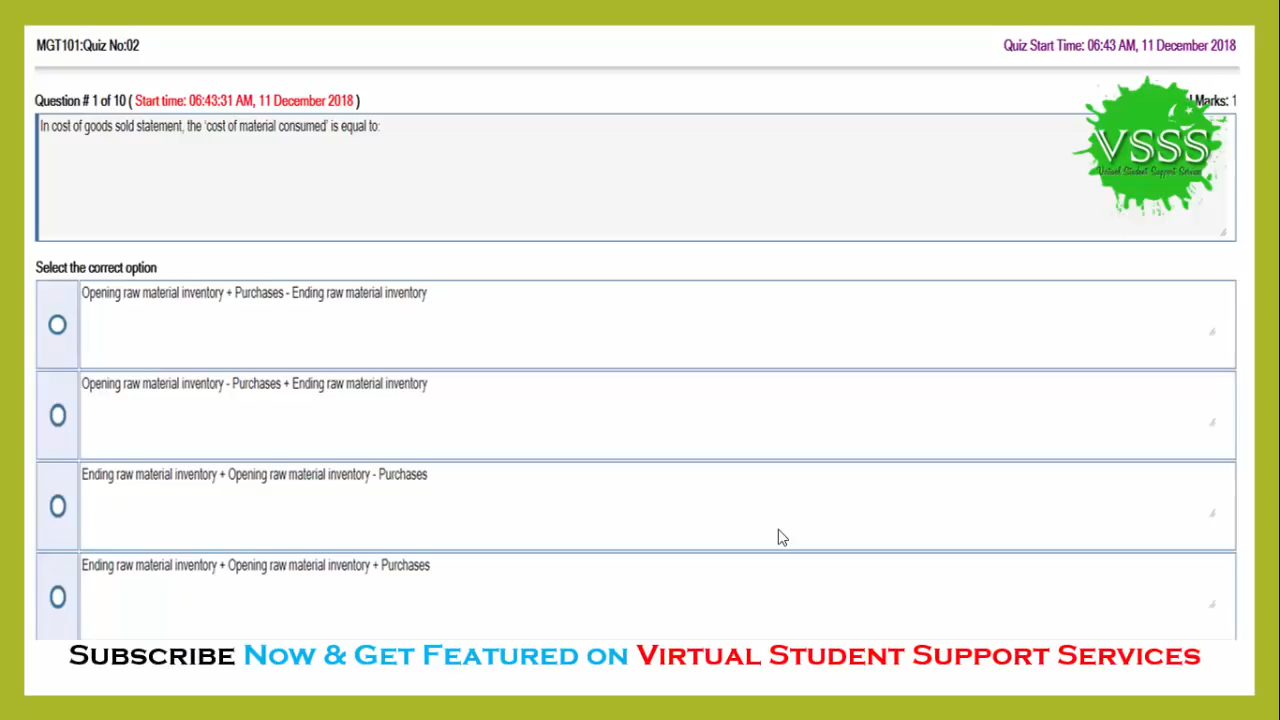 MGT101:Quiz No:02
Quiz Start Time: 06:43 AM, 11 December 2018
Question # 1 of 10 ( Start time: 06:43:31 AM, 11 December 2018 )
Marks: 1
In cost of goods sold statement, the 'cost of material consumed' is equal to:
VSSS
Virtual Student Support Services
Select the correct option
Opening raw material inventory + Purchases - Ending raw material inventory
Opening raw material inventory - Purchases + Ending raw material inventory
Ending raw material inventory + Opening raw material inventory - Purchases
Ending raw material inventory + Opening raw material inventory + Purchases
Subscribe Now & Get Featured on Virtual Student Support Services